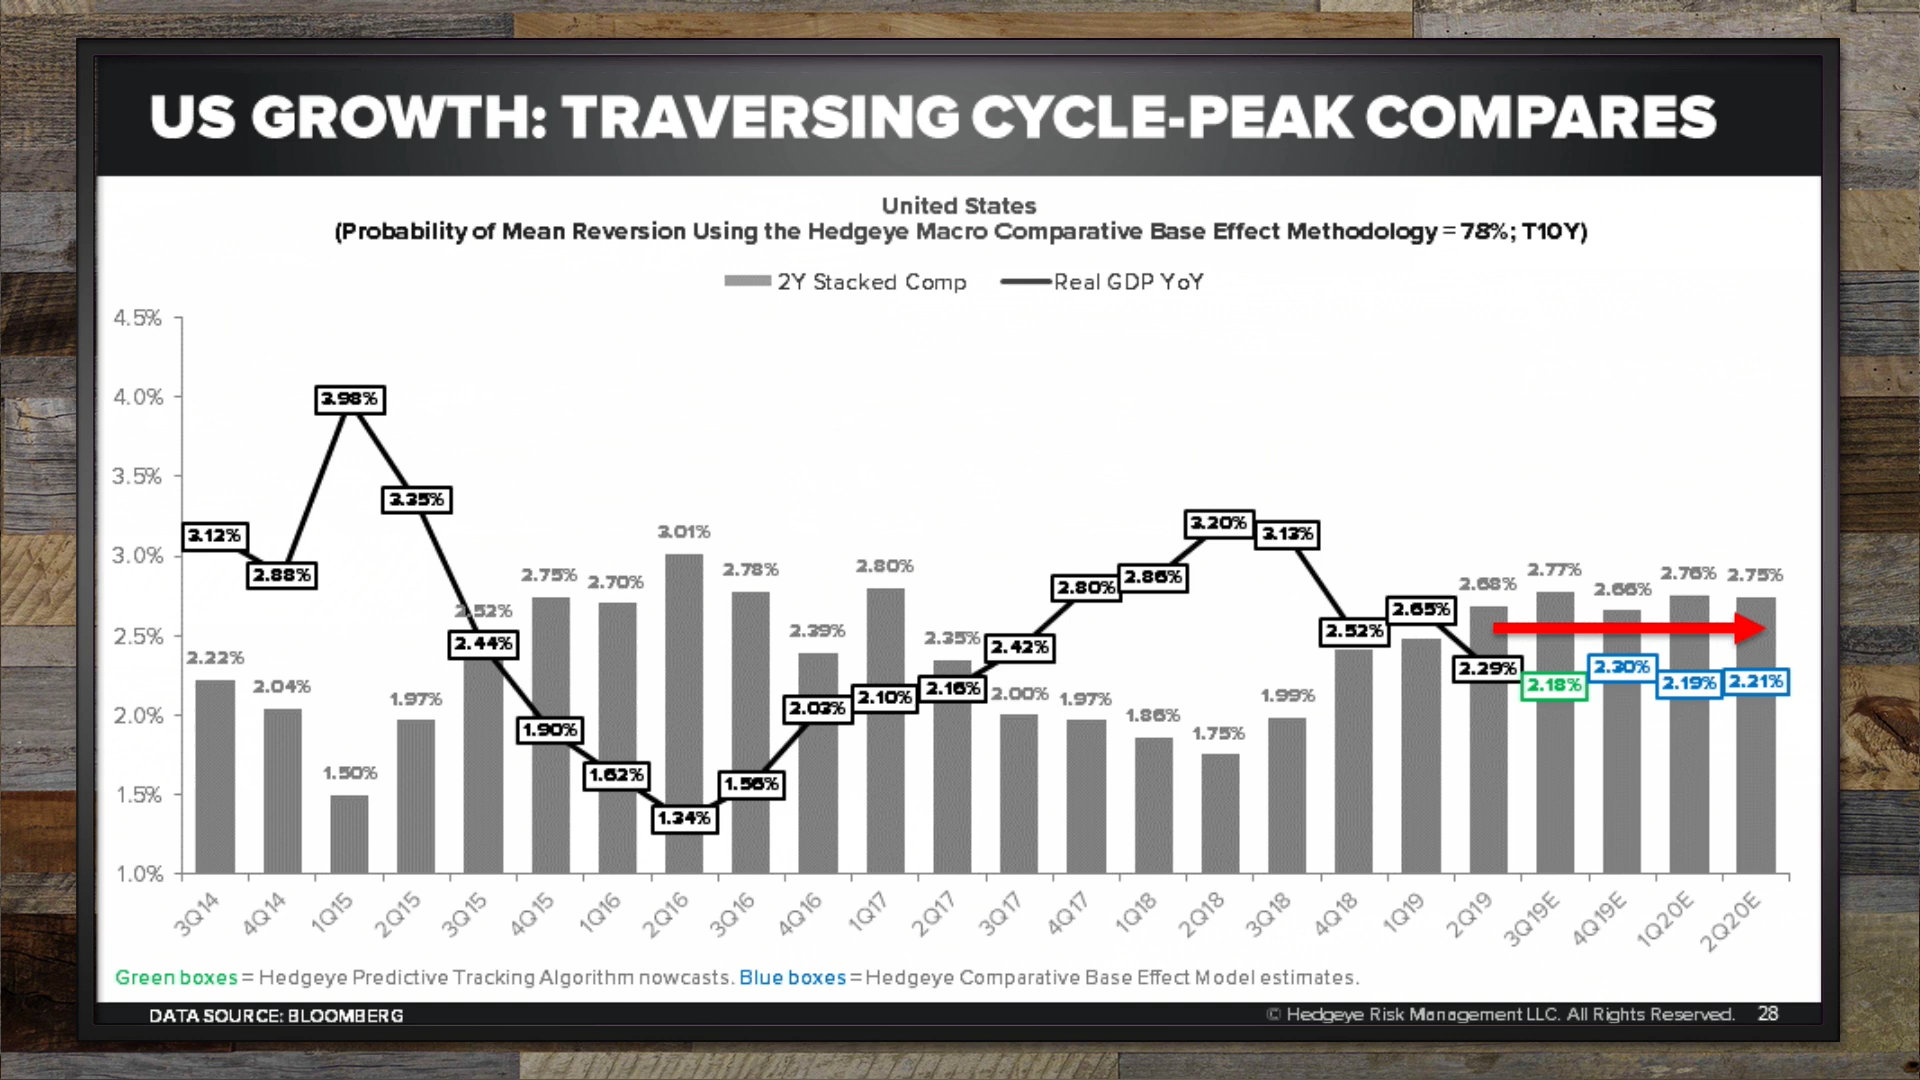 US GROWTH: TRAVERSING CYCLE-PEAK COMPARES
United States
(Probability of Mean Reversion Using the Hedgeye Macro Comparative Base Effect Methodology = 78%; T10Y)
2Y Stacked Comp Real GDP YoY
4.5%
4.0%
3.5%
3.0%
2.5%
2.0%
1.5%
1.0%
3.12% 2.88% 3.98% 3.35% 2.44% 1.90% 1.62% 1.34% 1.56% 2.03% 2.10% 2.16% 2.42% 2.80% 2.86% 3.20% 3.13% 2.52% 2.65% 2.29% 2.18% 2.30% 2.19% 2.21%
2.22% 2.04% 1.50% 1.97% 2.52% 2.75% 2.70% 3.01% 2.78% 2.39% 2.80% 2.35% 2.00% 1.97% 1.86% 1.75% 1.99% 2.68% 2.77% 2.66% 2.76% 2.75%
3Q14 4Q14 1Q15 2Q15 3Q15 4Q15 1Q16 2Q16 3Q16 4Q16 1Q17 2Q17 3Q17 4Q17 1Q18 2Q18 3Q18 4Q18 1Q19 2Q19 3Q19E 4Q19E 1Q20E 2Q20E
Green boxes = Hedgeye Predictive Tracking Algorithm nowcasts. Blue boxes = Hedgeye Comparative Base Effect Model estimates.
DATA SOURCE: BLOOMBERG
© Hedgeye Risk Management LLC. All Rights Reserved. 28